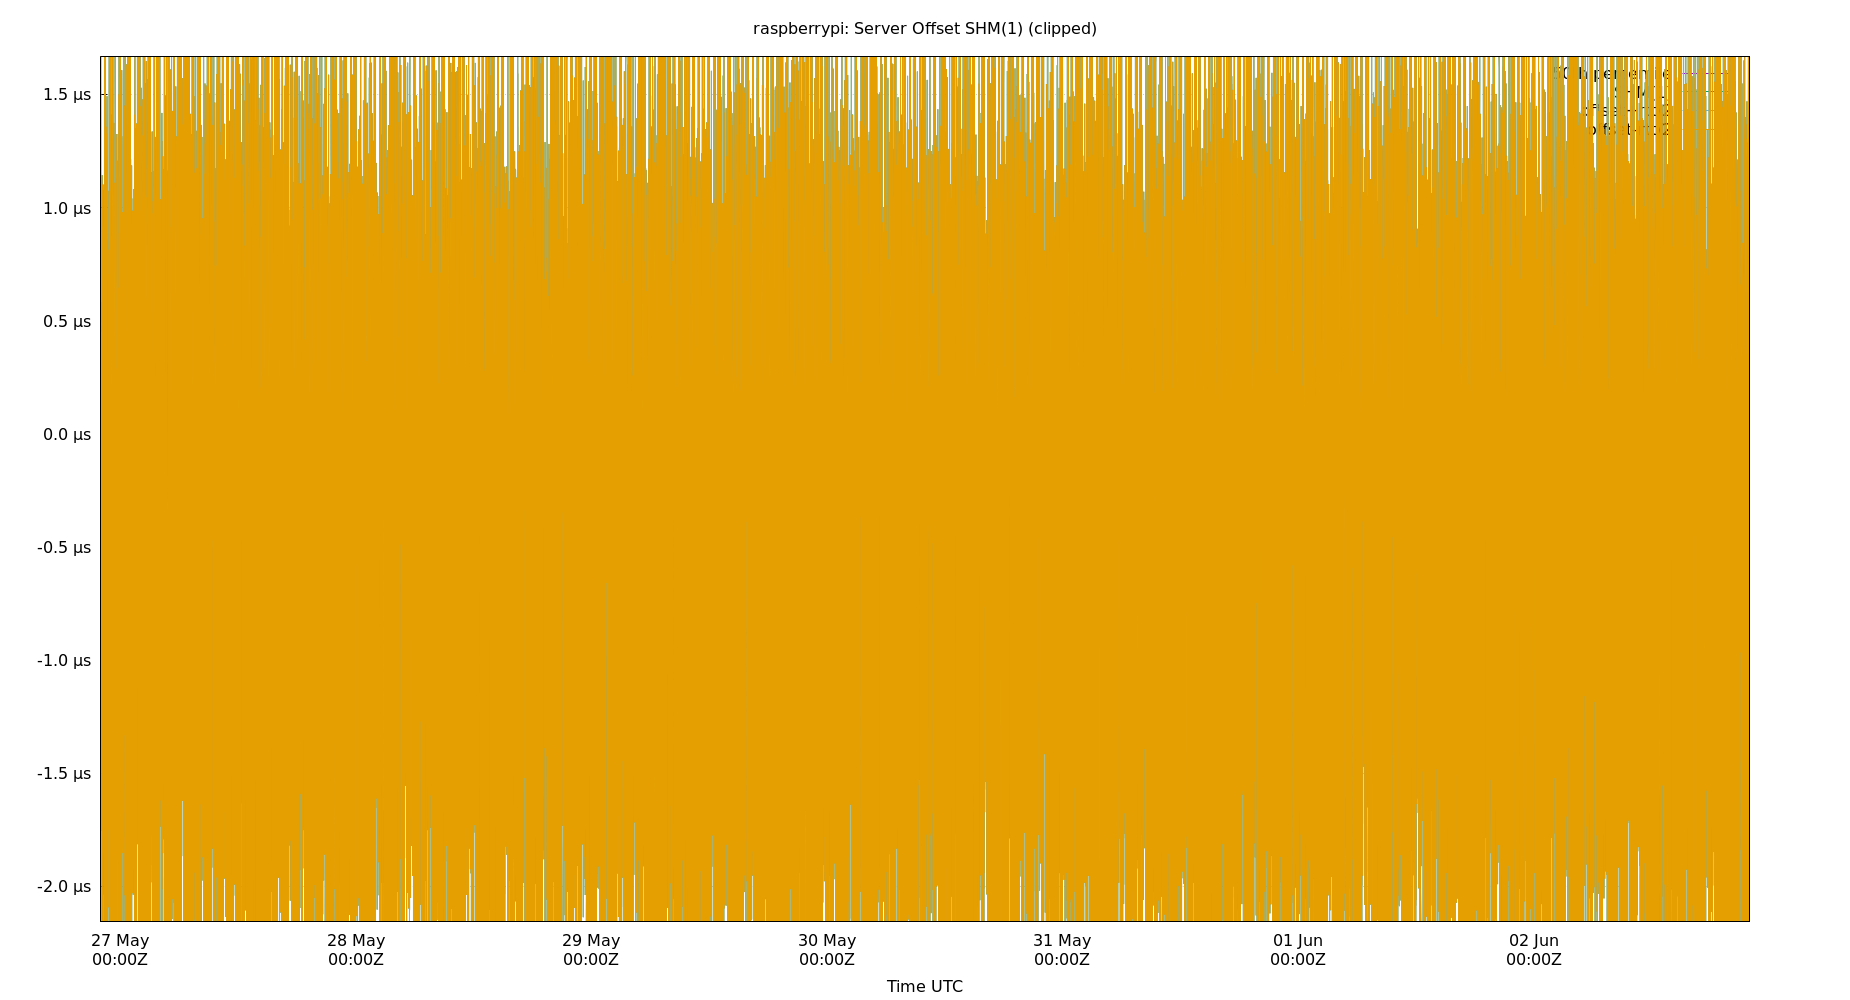 raspberrypi: Server Offset SHM(1) (clipped)
1.5 µs
1.0 µs
0.5 µs
0.0 µs
-0.5 µs
-1.0 µs
-1.5 µs
-2.0 µs
27 May 28 May 29 May 30 May 31 May 01 Jun 02 Jun
00:00Z 00:00Z 00:00Z 00:00Z 00:00Z 00:00Z 00:00Z
Time UTC